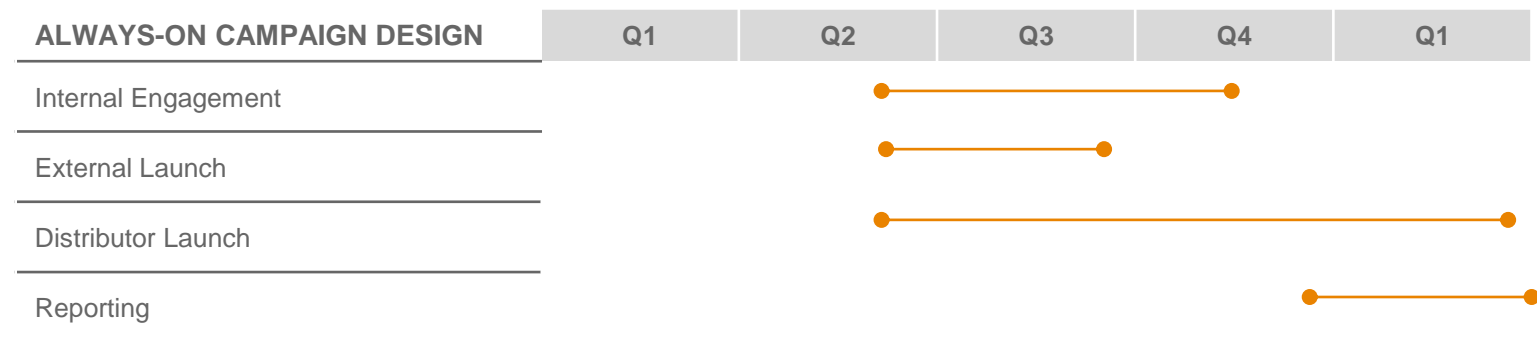 ALWAYS-ON CAMPAIGN DESIGN Q1 Q2 Q3 Q4 Q1
Internal Engagement
External Launch
Distributor Launch
Reporting